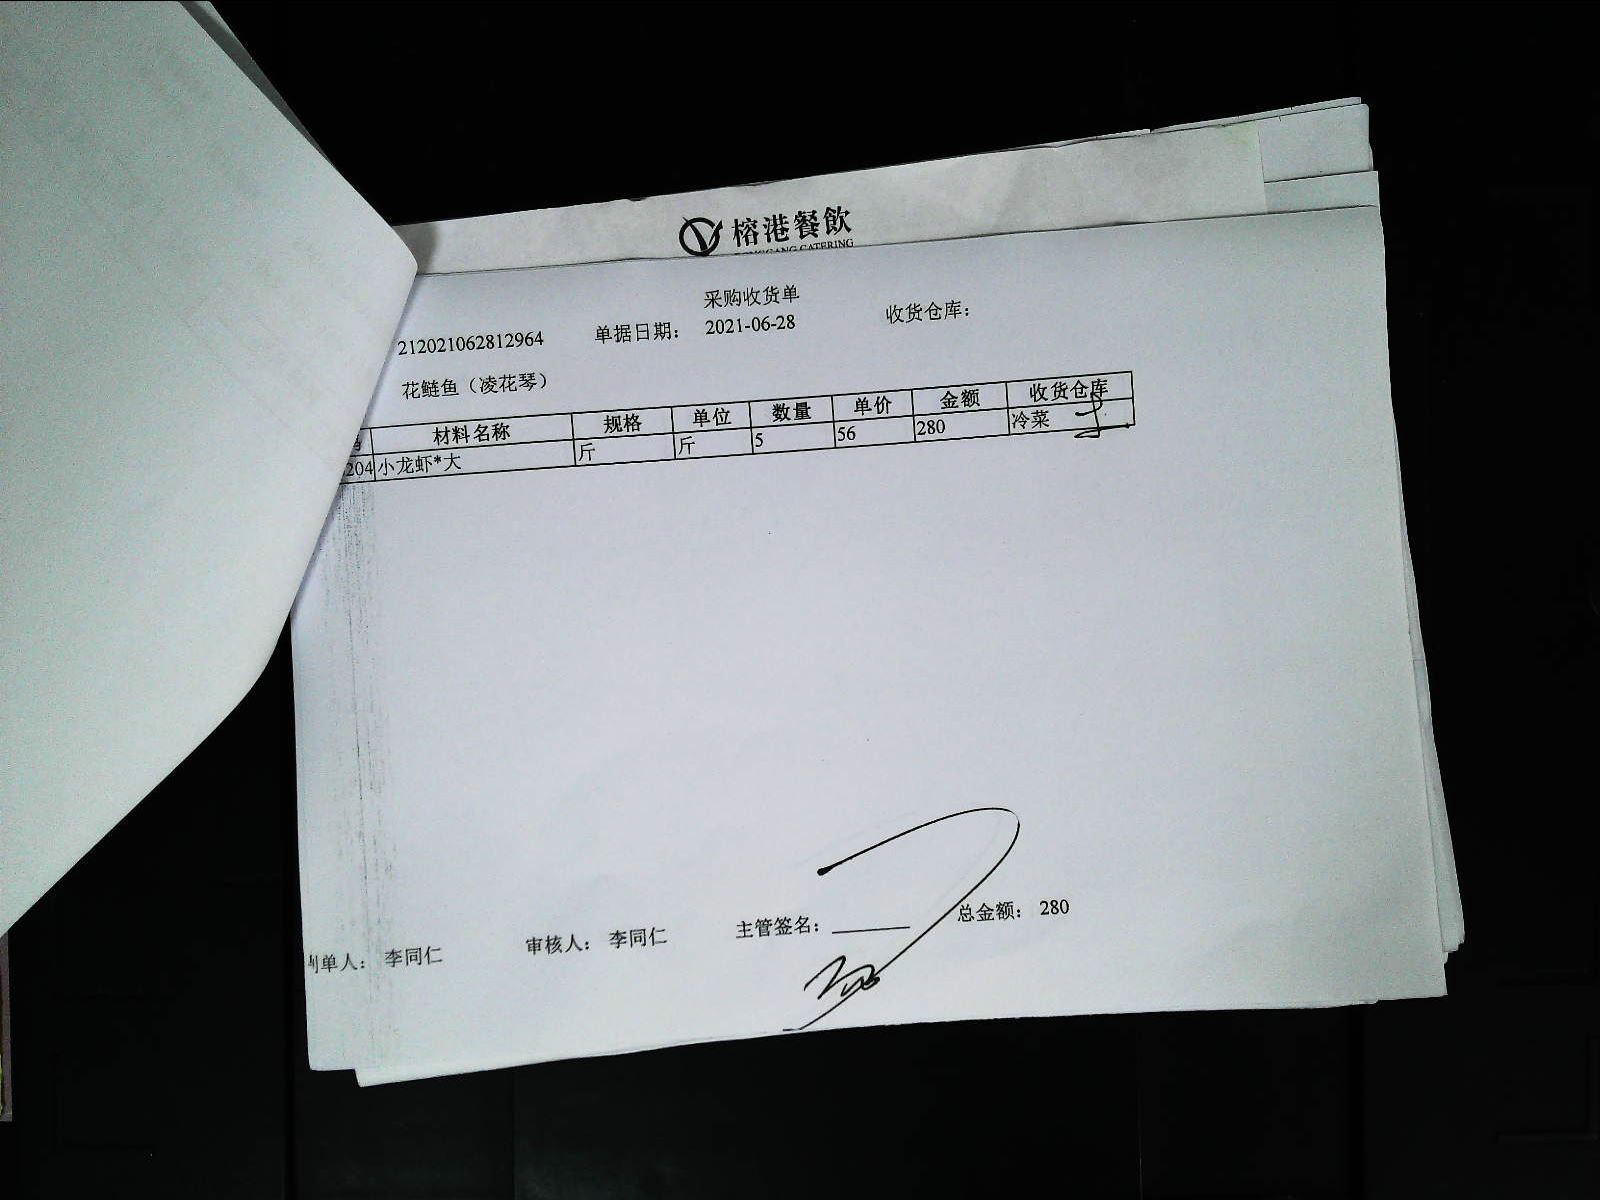 榕港餐飲
采购收货单
212021062812964 单据日期： 2021-06-28 收货仓库：
花鲢鱼（凌花琴）
材料名称 规格 单位 数量 单价 金额 收货仓库
204 小龙虾*大 斤 斤 5 56 280 冷菜
制单人： 李同仁 审核人： 李同仁 主管签名： 总金额： 280